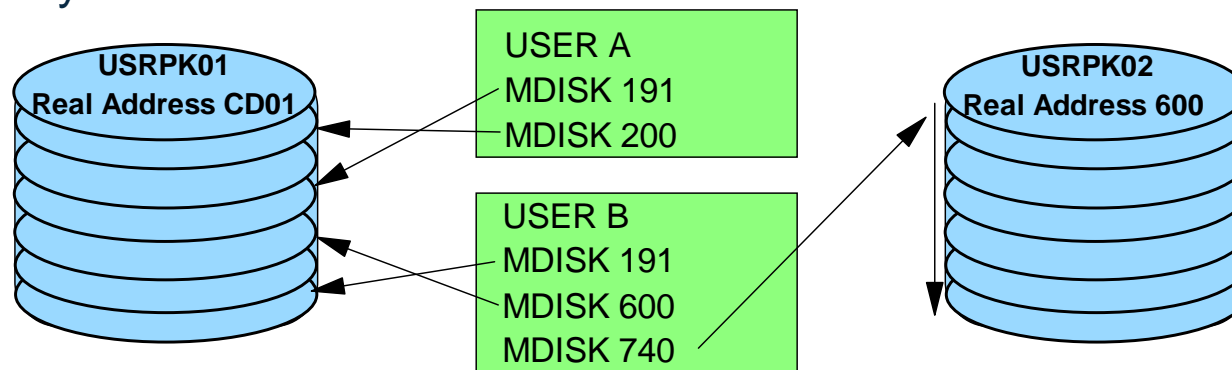 USRPK01
Real Address CD01
USER A
MDISK 191
MDISK 200
USER B
MDISK 191
MDISK 600
MDISK 740
USRPK02
Real Address 600